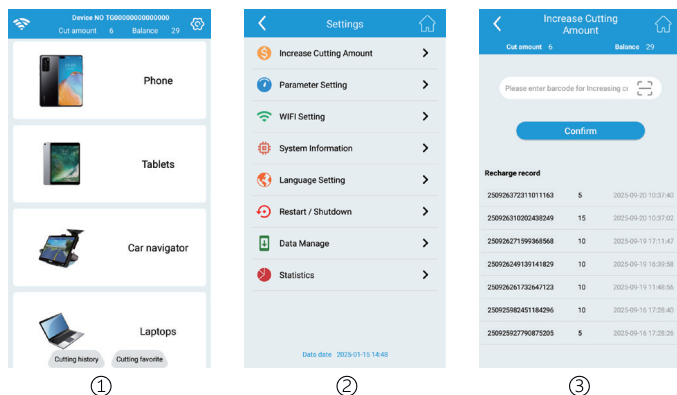 Device NO TG00000000000000
Cut amount 6 Balance 29
Phone
Tablets
Car navigator
Laptops
Cutting history Cutting favorite
①
Settings
Increase Cutting Amount
Parameter Setting
WIFI Setting
System Information
Language Setting
Restart / Shutdown
Data Manage
Statistics
Data date 2025-01-15 14:48
②
Increase Cutting
Amount
Cut amount 6 Balance 29
Please enter barcode for Increasing
Confirm
Recharge record
250926372311011163 5 2025-09-20 10:37:40
250926310202438249 15 2025-09-20 10:37:02
250926271599368568 10 2025-09-19 17:11:47
250926249139141829 10 2025-09-19 16:39:58
250926261732647123 10 2025-09-19 11:48:56
250925982451184296 10 2025-09-16 17:28:40
250925927790875205 5 2025-09-16 17:28:26
③